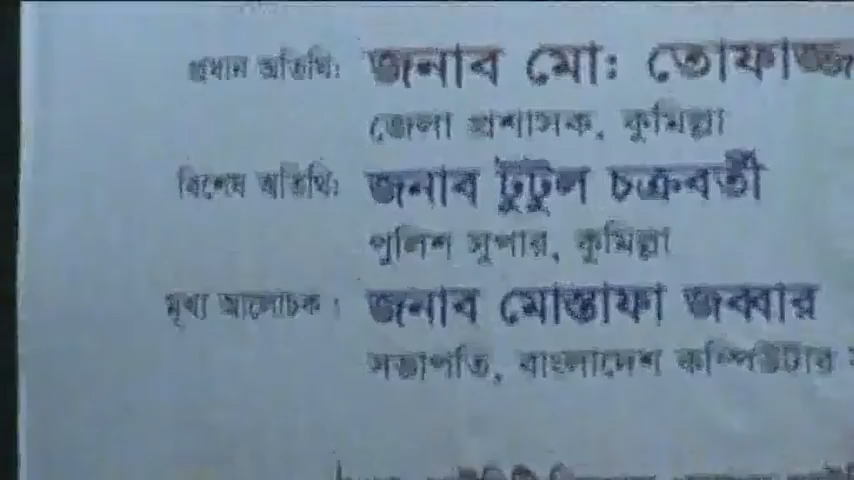 প্রধান অতিথি: জনাব মো: তোফাজ্জ
জেলা প্রশাসক, কুমিল্লা
বিশেষ অতিথি: জনাব টুটুল চক্রবর্তী
পুলিশ সুপার, কুমিল্লা
মূখ্য আলোচক : জনাব মোস্তাফা জব্বার
সভাপতি, বাংলাদেশ কম্পিউটার